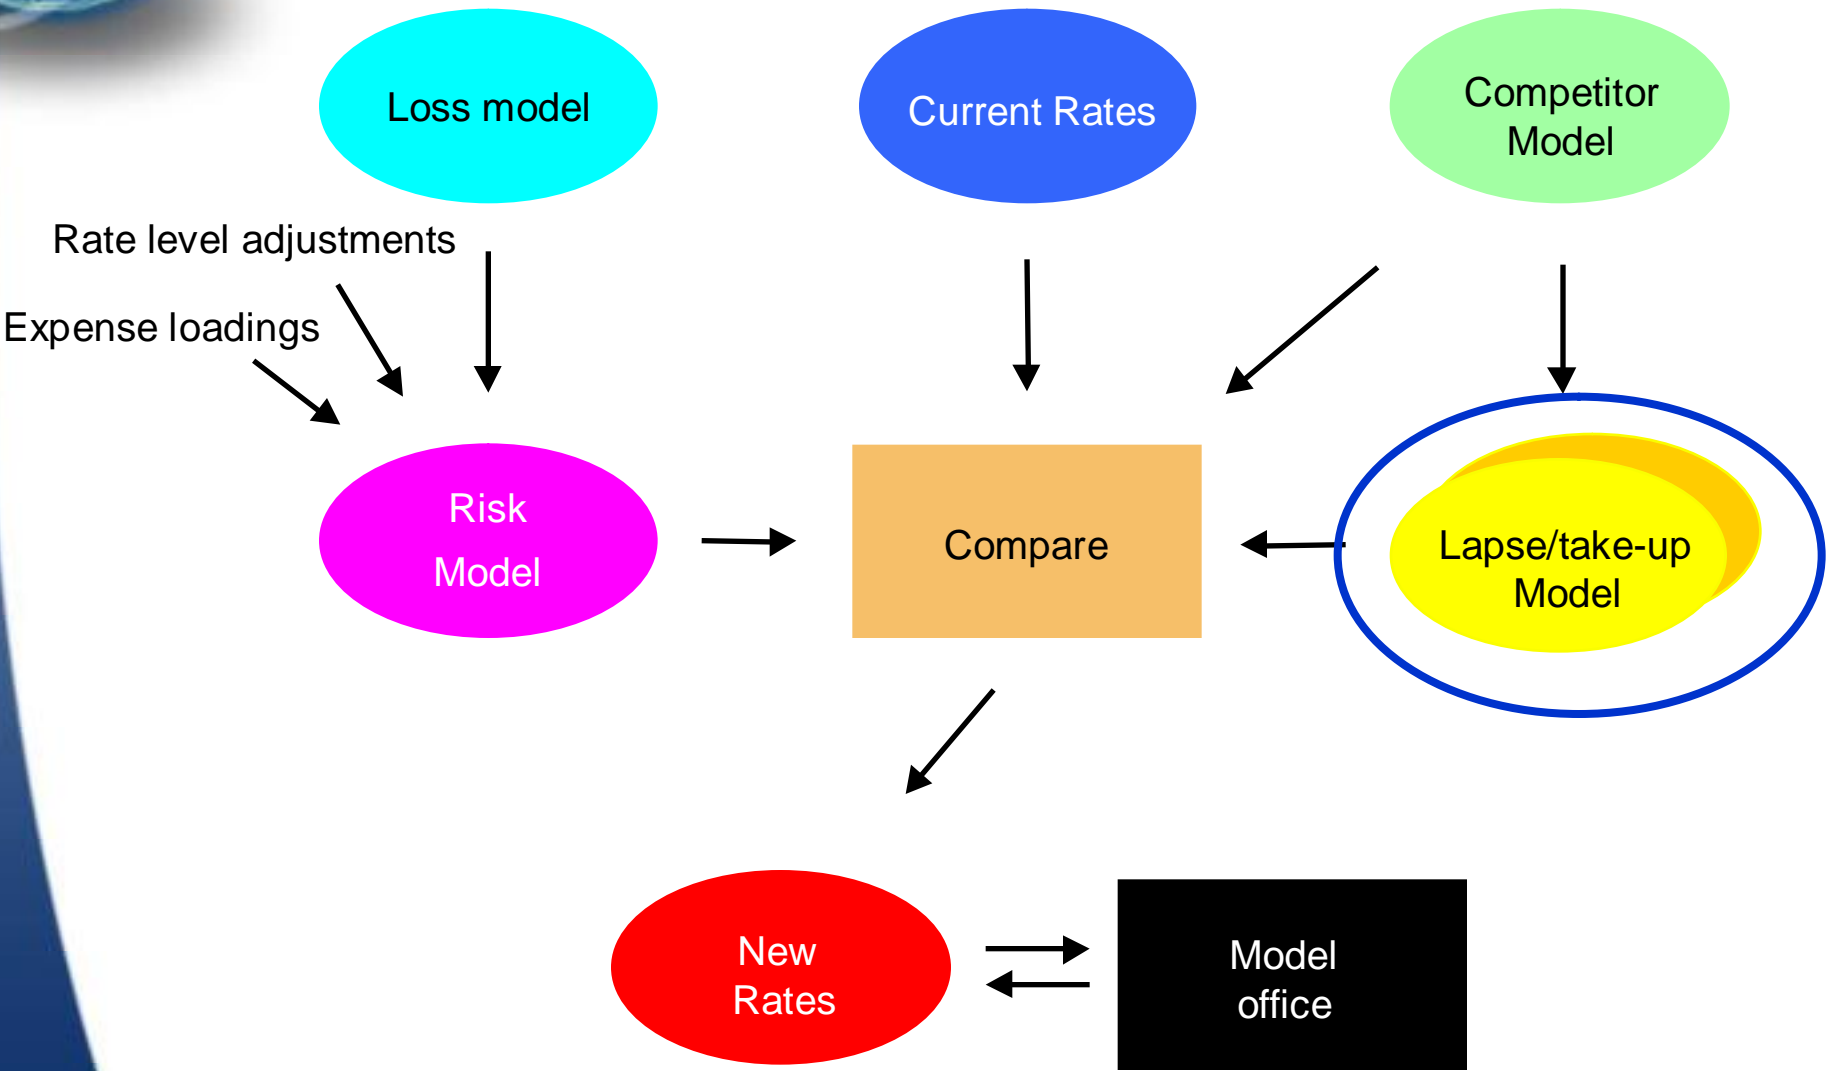 Loss model
Current Rates
Competitor
Model
Rate level adjustments
Expense loadings
Risk
Model
Compare
Lapse/take-up
Model
New
Rates
Model
office